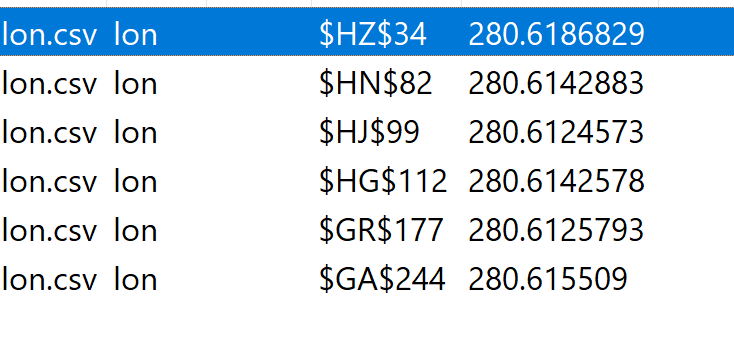 lon.csv lon $HZ$34 280.6186829
lon.csv lon $HN$82 280.6142883
lon.csv lon $HJ$99 280.6124573
lon.csv lon $HG$112 280.6142578
lon.csv lon $GR$177 280.6125793
lon.csv lon $GA$244 280.615509